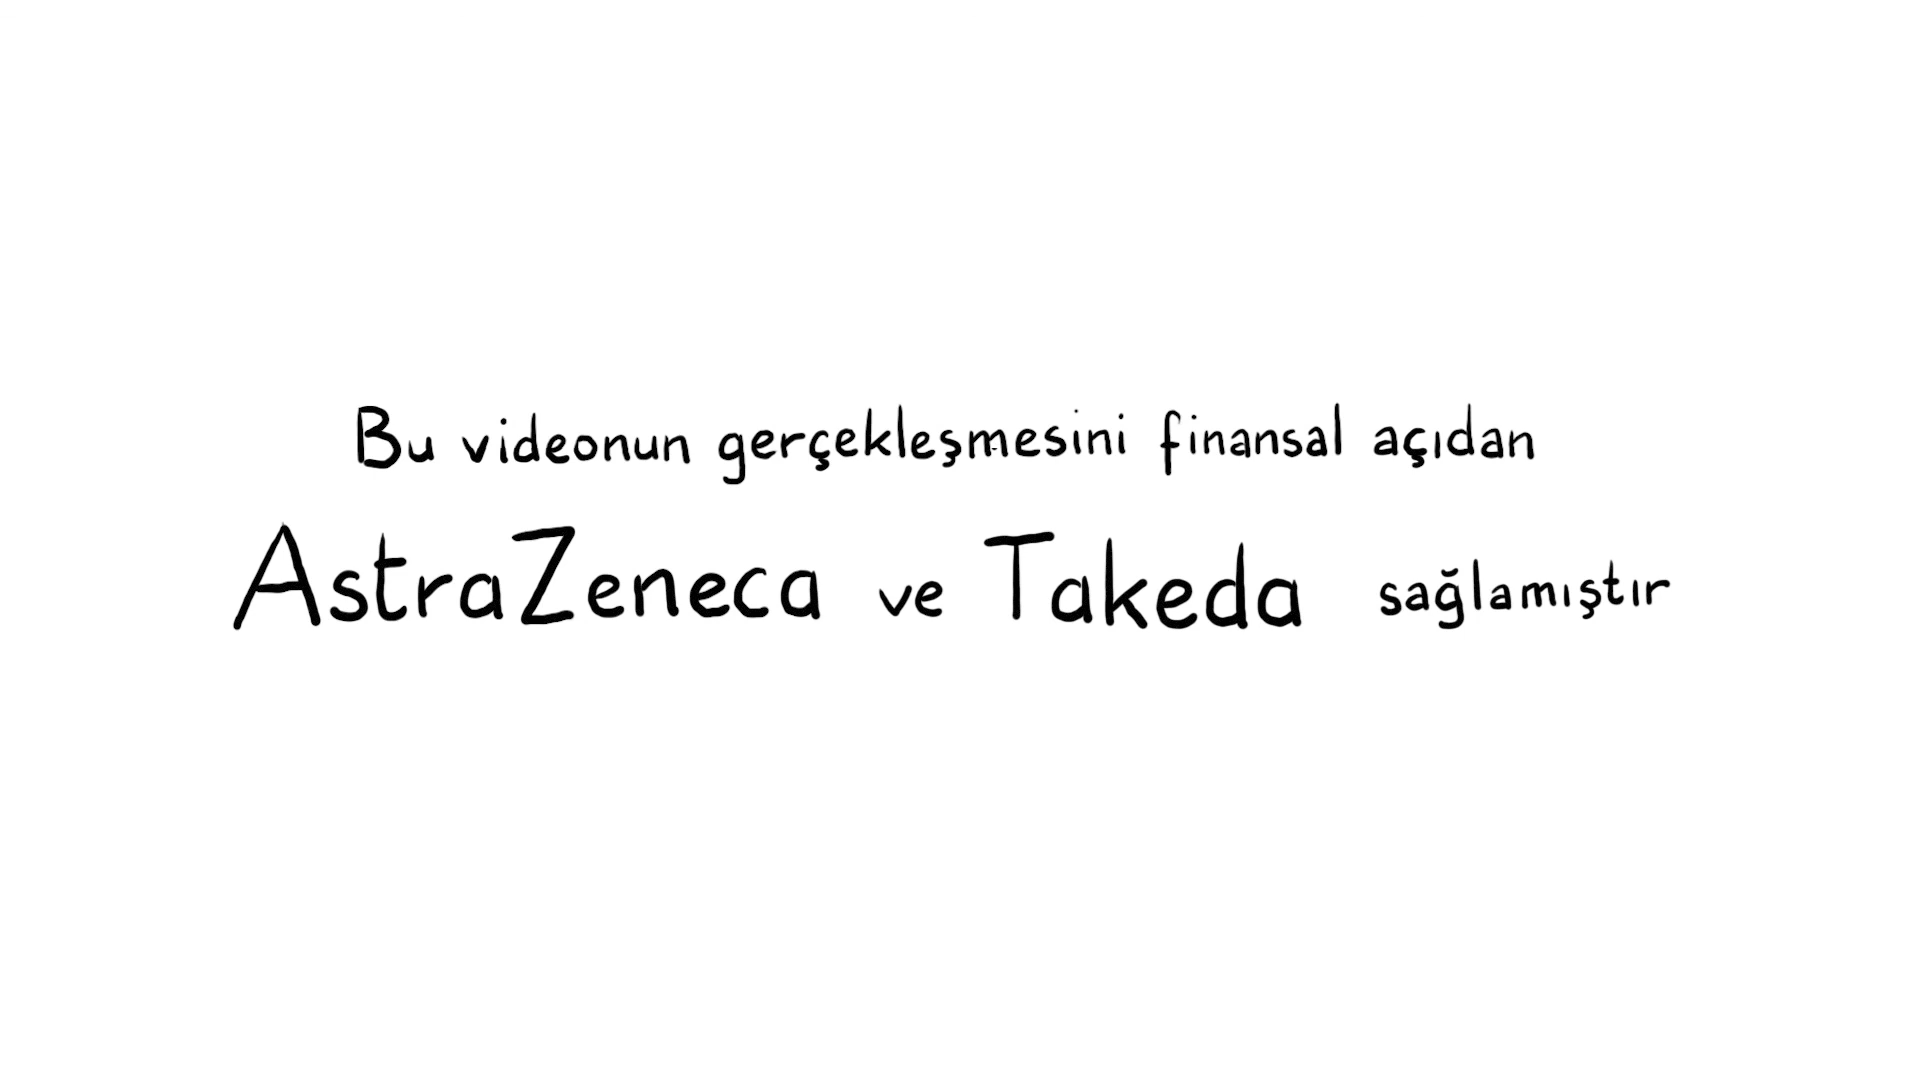 Bu videonun gerçekleşmesini finansal açıdan
AstraZeneca ve Takeda sağlamıştır